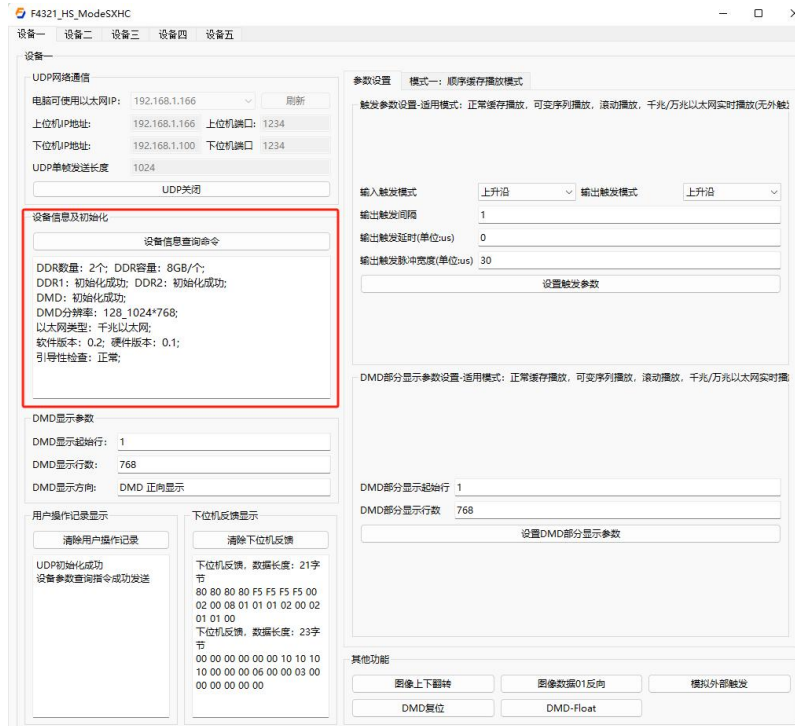 F4321_HS_ModeSXHC
设备一 设备二 设备三 设备四 设备五
设备一
UDP网络通信
电脑可使用以太网IP: 192.168.1.166 刷新
上位机IP地址: 192.168.1.166 上位机端口: 1234
下位机IP地址: 192.168.1.100 下位机端口 1234
UDP单帧发送长度 1024
UDP关闭
设备信息及初始化
设备信息查询命令
DDR数量: 2个; DDR容量: 8GB/个;
DDR1: 初始化成功; DDR2: 初始化成功;
DMD: 初始化成功;
DMD分辨率: 128_1024*768;
以太网类型: 千兆以太网;
软件版本: 0.2; 硬件版本: 0.1;
引导性检查: 正常;
DMD显示参数
DMD显示起始行: 1
DMD显示行数: 768
DMD显示方向: DMD 正向显示
用户操作记录显示
清除用户操作记录
UDP初始化成功
设备参数查询指令成功发送
下位机反馈显示
清除下位机反馈
下位机反馈, 数据长度: 21字
节
80 80 80 80 F5 F5 F5 F5 00
02 00 08 01 01 01 02 00 02
01 01 00
下位机反馈, 数据长度: 23字
节
00 00 00 00 00 00 10 10 10
10 00 00 00 06 00 00 03 00
00 00 00 00 00
参数设置 模式一: 顺序缓存播放模式
触发参数设置-适用模式: 正常缓存播放, 可变序列播放, 滚动播放, 千兆/万兆以太网实时播放(无外触
输入触发模式 上升沿 输出触发模式 上升沿
输出触发间隔 1
输出触发延时(单位:us) 0
输出触发脉冲宽度(单位:us) 30
设置触发参数
DMD部分显示参数设置-适用模式: 正常缓存播放, 可变序列播放, 滚动播放, 千兆/万兆以太网实时播
DMD部分显示起始行 1
DMD部分显示行数 768
设置DMD部分显示参数
其他功能
图像上下翻转 图像数据01反向 模拟外部触发
DMD复位 DMD-Float